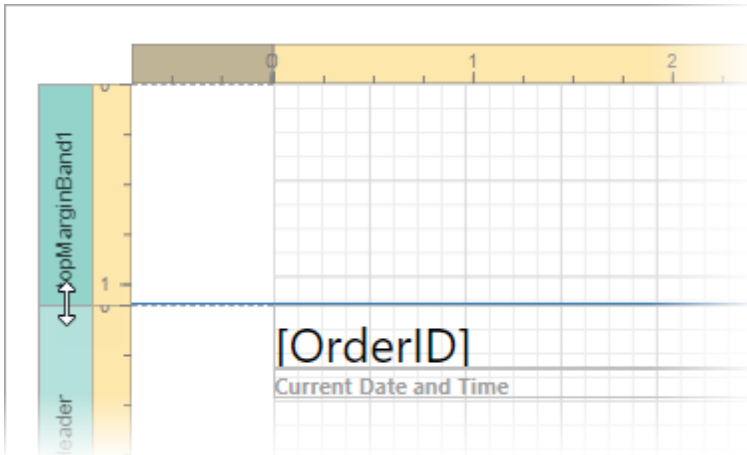 0 1 2
0
opMarginBand1
1
0
[OrderID]
Current Date and Time
eader